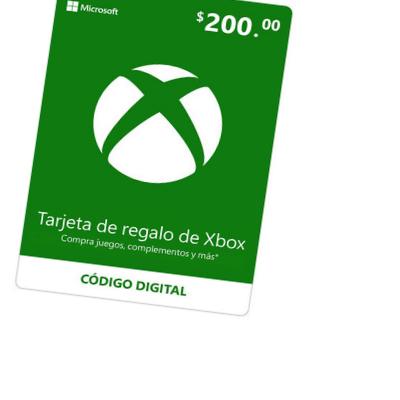 Microsoft
$200.00
Tarjeta de regalo de Xbox
Compra juegos, complementos y más*
CÓDIGO DIGITAL